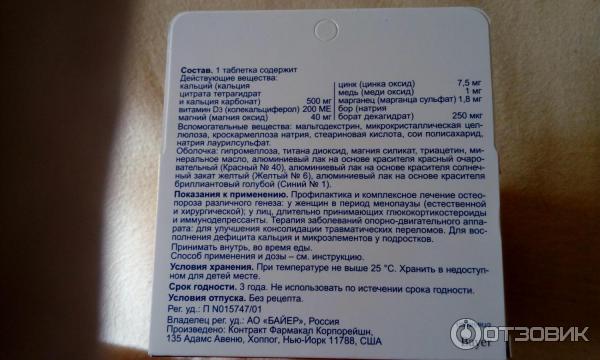 Состав. 1 таблетка содержит
Действующие вещества:
кальций (кальция
цитрата тетрагидрат
и кальция карбонат) 500 мг
витамин D3 (колекальциферол) 200 МЕ
магний (магния оксид) 40 мг
цинк (цинка оксид) 7,5 мг
медь (меди оксид) 1 мг
марганец (марганца сульфат) 1,8 мг
бор (натрия
борат декагидрат) 250 мкг
Вспомогательные вещества: мальтодекстрин, микрокристаллическая цел-
люлоза, кроскармеллоза натрия, стеариновая кислота, сои полисахарид,
натрия лаурилсульфат.
Оболочка: гипромеллоза, титана диоксид, магния силикат, триацетин, ми-
неральное масло, алюминиевый лак на основе красителя красный очаро-
вательный (Красный № 40), алюминиевый лак на основе красителя солнеч-
ный закат желтый (Желтый № 6), алюминиевый лак на основе красителя
бриллиантовый голубой (Синий № 1).
Показания к применению. Профилактика и комплексное лечение остео-
пороза различного генеза: у женщин в период менопаузы (естественной
и хирургической); у лиц, длительно принимающих глюкокортикостероиды
и иммунодепрессанты. Терапия заболеваний опорно-двигательного аппа-
рата: для улучшения консолидации травматических переломов. Для вос-
полнения дефицита кальция и микроэлементов у подростков.
Принимать внутрь, во время еды.
Способ применения и дозы – см. инструкцию.
Условия хранения. При температуре не выше 25 °С. Хранить в недоступ-
ном для детей месте.
Срок годности. 3 года. Не использовать по истечении срока годности.
Условия отпуска. Без рецепта.
Рег. уд.: П N015747/01
Владелец рег. уд.: АО «БАЙЕР», Россия
Произведено: Контракт Фармакал Корпорейшн,
135 Адамс Авеню, Хоппог, Нью-Йорк 11788, США
ОТЗОВИК